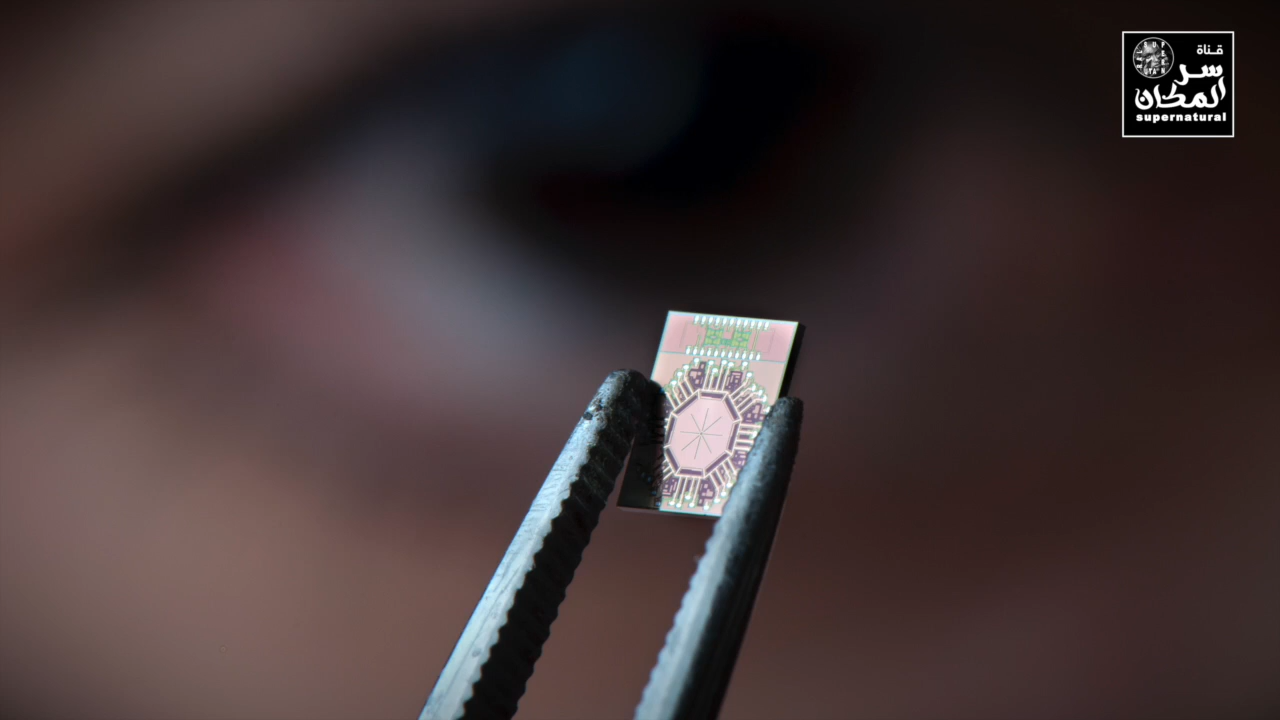 قناة
سر
المكان
supernatural